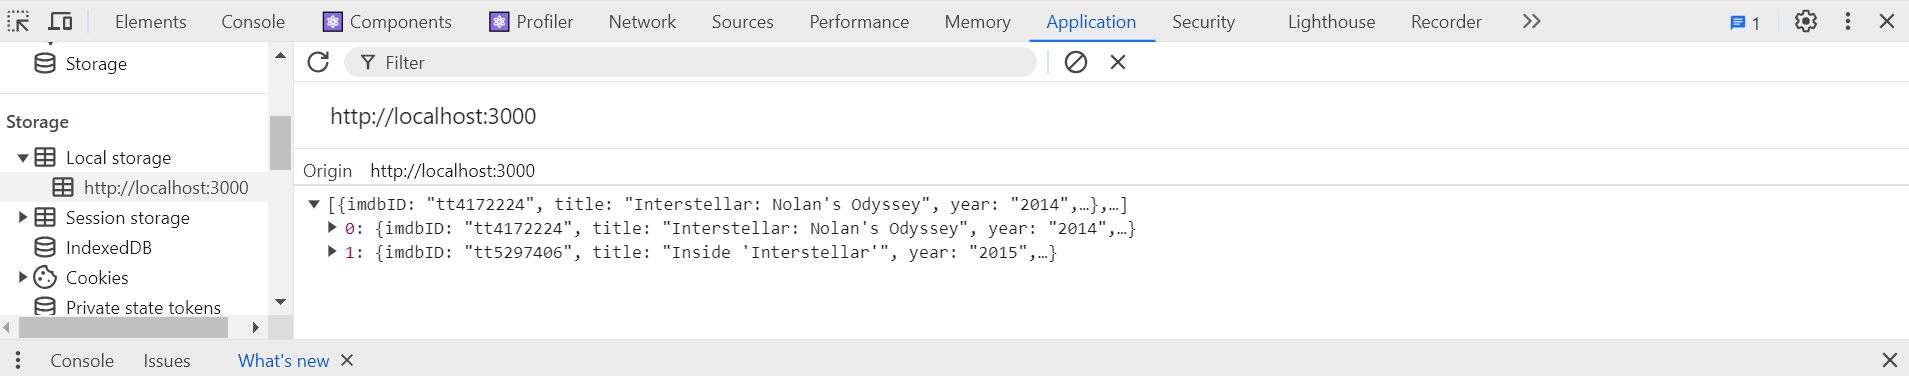 Elements Console Components Profiler Network Sources Performance Memory Application Security Lighthouse Recorder 1
Storage
Filter
http://localhost:3000
Storage
Local storage
Origin http://localhost:3000
http://localhost:3000
[{imdbID: "tt4172224", title: "Interstellar: Nolan's Odyssey", year: "2014",…},…]
Session storage
0: {imdbID: "tt4172224", title: "Interstellar: Nolan's Odyssey", year: "2014",…}
IndexedDB
1: {imdbID: "tt5297406", title: "Inside 'Interstellar'", year: "2015",…}
Cookies
Private state tokens
Console Issues What's new